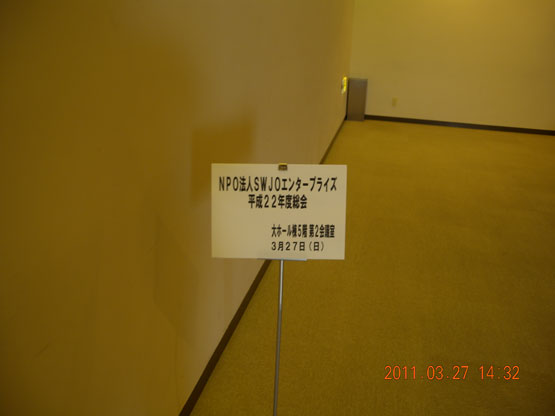 NPO法人SWJOエンタープライズ
平成22年度総会
大ホール棟5階 第2会議室
3月27日(日)
2011.03.27 14:32